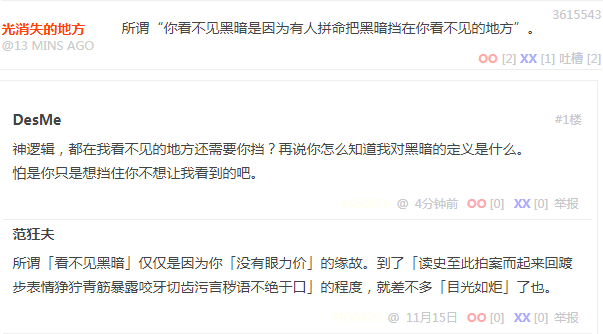 3615543
光消失的地方 所谓“你看不见黑暗是因为有人拼命把黑暗挡在你看不见的地方”。
@13 MINS AGO
OO [2] XX [1] 吐槽 [2]
DesMe #1楼
神逻辑，都在我看不见的地方还需要你挡？再说你怎么知道我对黑暗的定义是什么。
怕是你只是想挡住你不想让我看到的吧。
@ 4分钟前 OO [0] XX [0] 举报
范狂夫
所谓「看不见黑暗」仅仅是因为你「没有眼力价」的缘故。到了「读史至此拍案而起来回踱
步表情狰狞青筋暴露咬牙切齿污言秽语不绝于口」的程度，就差不多「目光如炬」了也。
@ 11月15日 OO [0] XX [0] 举报